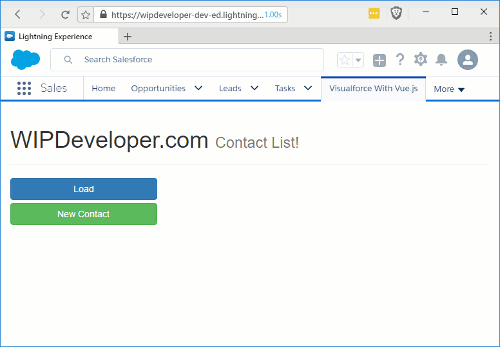 https://wipdeveloper-dev-ed.lightning... 1.00s
Lightning Experience
Search Salesforce
Sales Home Opportunities Leads Tasks Visualforce With Vue.js More
WIPDeveloper.com Contact List!
Load
New Contact